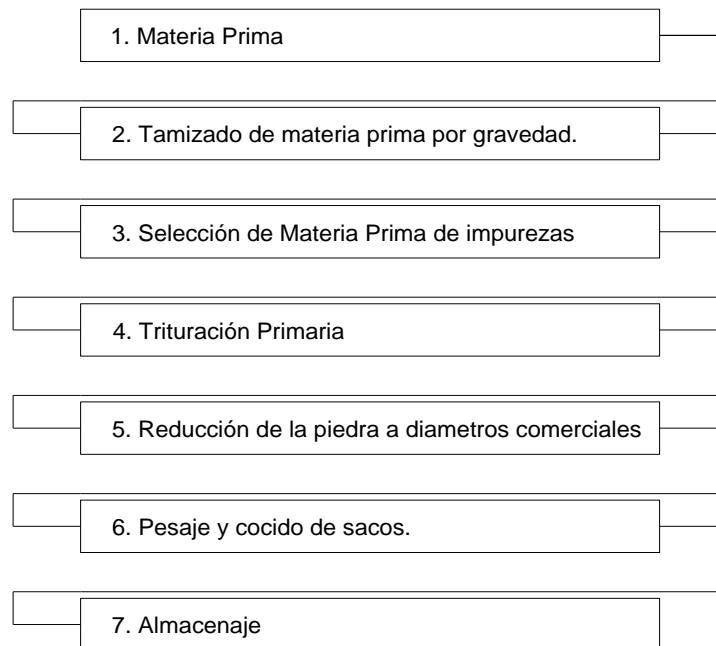 1. Materia Prima
2. Tamizado de materia prima por gravedad.
3. Selección de Materia Prima de impurezas
4. Trituración Primaria
5. Reducción de la piedra a diametros comerciales
6. Pesaje y cocido de sacos.
7. Almacenaje